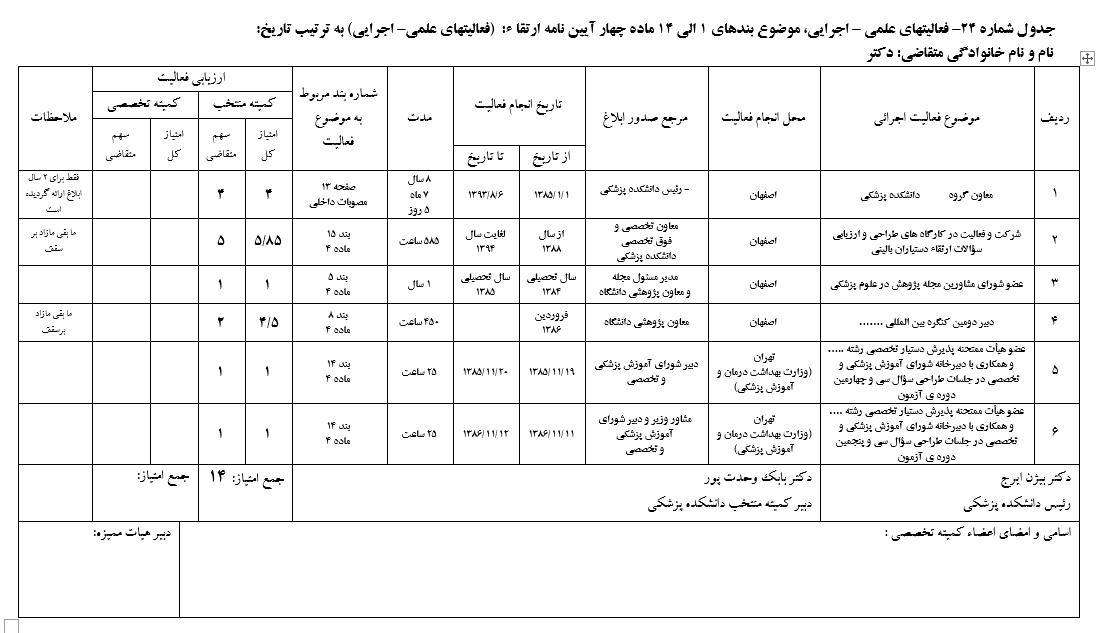 جدول شماره ۲۴- فعالیتهای علمی – اجرایی، موضوع بندهای ۱ الی ۱۴ ماده چهار آیین نامه ارتقا ء: (فعالیتهای علمی- اجرایی) به ترتیب تاریخ:
نام و نام خانوادگی متقاضی: دکتر
ردیف
موضوع فعالیت اجرائی
محل انجام فعالیت
مرجع صدور ابلاغ
تاریخ انجام فعالیت
از تاریخ
تا تاریخ
مدت
شماره بند مربوط
به موضوع
فعالیت
ارزیابی فعالیت
کمیته منتخب
کمیته تخصصی
امتیاز
کل
سهم
متقاضی
امتیاز
کل
سهم
متقاضی
ملاحظات
۱
معاون گروه دانشکده پزشکی
اصفهان
- رئیس دانشکده پزشکی
۱۳۸۵/۱/۱
۱۳۹۳/۸/۶
۸ سال
۷ ماه
۵ روز
صفحه ۱۳
مصوبات داخلی
۴
۴
فقط برای ۲ سال
ابلاغ ارائه گردیده
است
۲
شرکت و فعالیت در کارگاه های طراحی و ارزیابی
سؤالات ارتقاء دستیاران بالینی
اصفهان
معاون تخصصی و
فوق تخصصی
دانشکده پزشکی
از سال
۱۳۸۸
لغایت سال
۱۳۹۴
۵۸۵ ساعت
بند ۱۵
ماده ۴
۵/۸۵
۵
ما بقی مازاد بر
سقف
۳
عضو شورای مشاورین مجله پژوهش در علوم پزشکی
اصفهان
مدیر مسئول مجله
و معاون پژوهشی دانشگاه
سال تحصیلی
۱۳۸۴
سال تحصیلی
۱۳۸۵
۱ سال
بند ۵
ماده ۴
۱
۱
۴
دبیر دومین کنگره بین المللی .......
اصفهان
معاون پژوهشی دانشگاه
فروردین
۱۳۸۶
۴۵۰ ساعت
بند ۸
ماده ۴
۴/۵
۲
ما بقی مازاد
برسقف
۵
عضو هیأت ممتحنه پذیرش دستیار تخصصی رشته .....
و همکاری با دبیرخانه شورای آموزش پزشکی و
تخصصی در جلسات طراحی سؤال سی و چهارمین
دوره ی آزمون
تهران
(وزارت بهداشت درمان و
آموزش پزشکی)
دبیر شورای آموزش پزشکی
و تخصصی
۱۳۸۵/۱۱/۱۹
۱۳۸۵/۱۱/۲۰
۲۵ ساعت
بند ۱۴
ماده ۴
۱
۱
۶
عضو هیأت ممتحنه پذیرش دستیار تخصصی رشته ....
و همکاری با دبیرخانه شورای آموزش پزشکی و
تخصصی در جلسات طراحی سؤال سی و پنجمین
دوره ی آزمون
تهران
(وزارت بهداشت درمان و
آموزش پزشکی)
مشاور وزیر و دبیر شورای
آموزش پزشکی
و تخصصی
۱۳۸۶/۱۱/۱۱
۱۳۸۶/۱۱/۱۲
۲۵ ساعت
بند ۱۴
ماده ۴
۱
۱
دکتر بیژن ایرج
رئیس دانشکده پزشکی
دکتر بابک وحدت پور
دبیر کمیته منتخب دانشکده پزشکی
جمع امتیاز: ۱۴
جمع امتیاز:
اسامی و امضای اعضاء کمیته تخصصی :
دبیر هیات ممیزه: